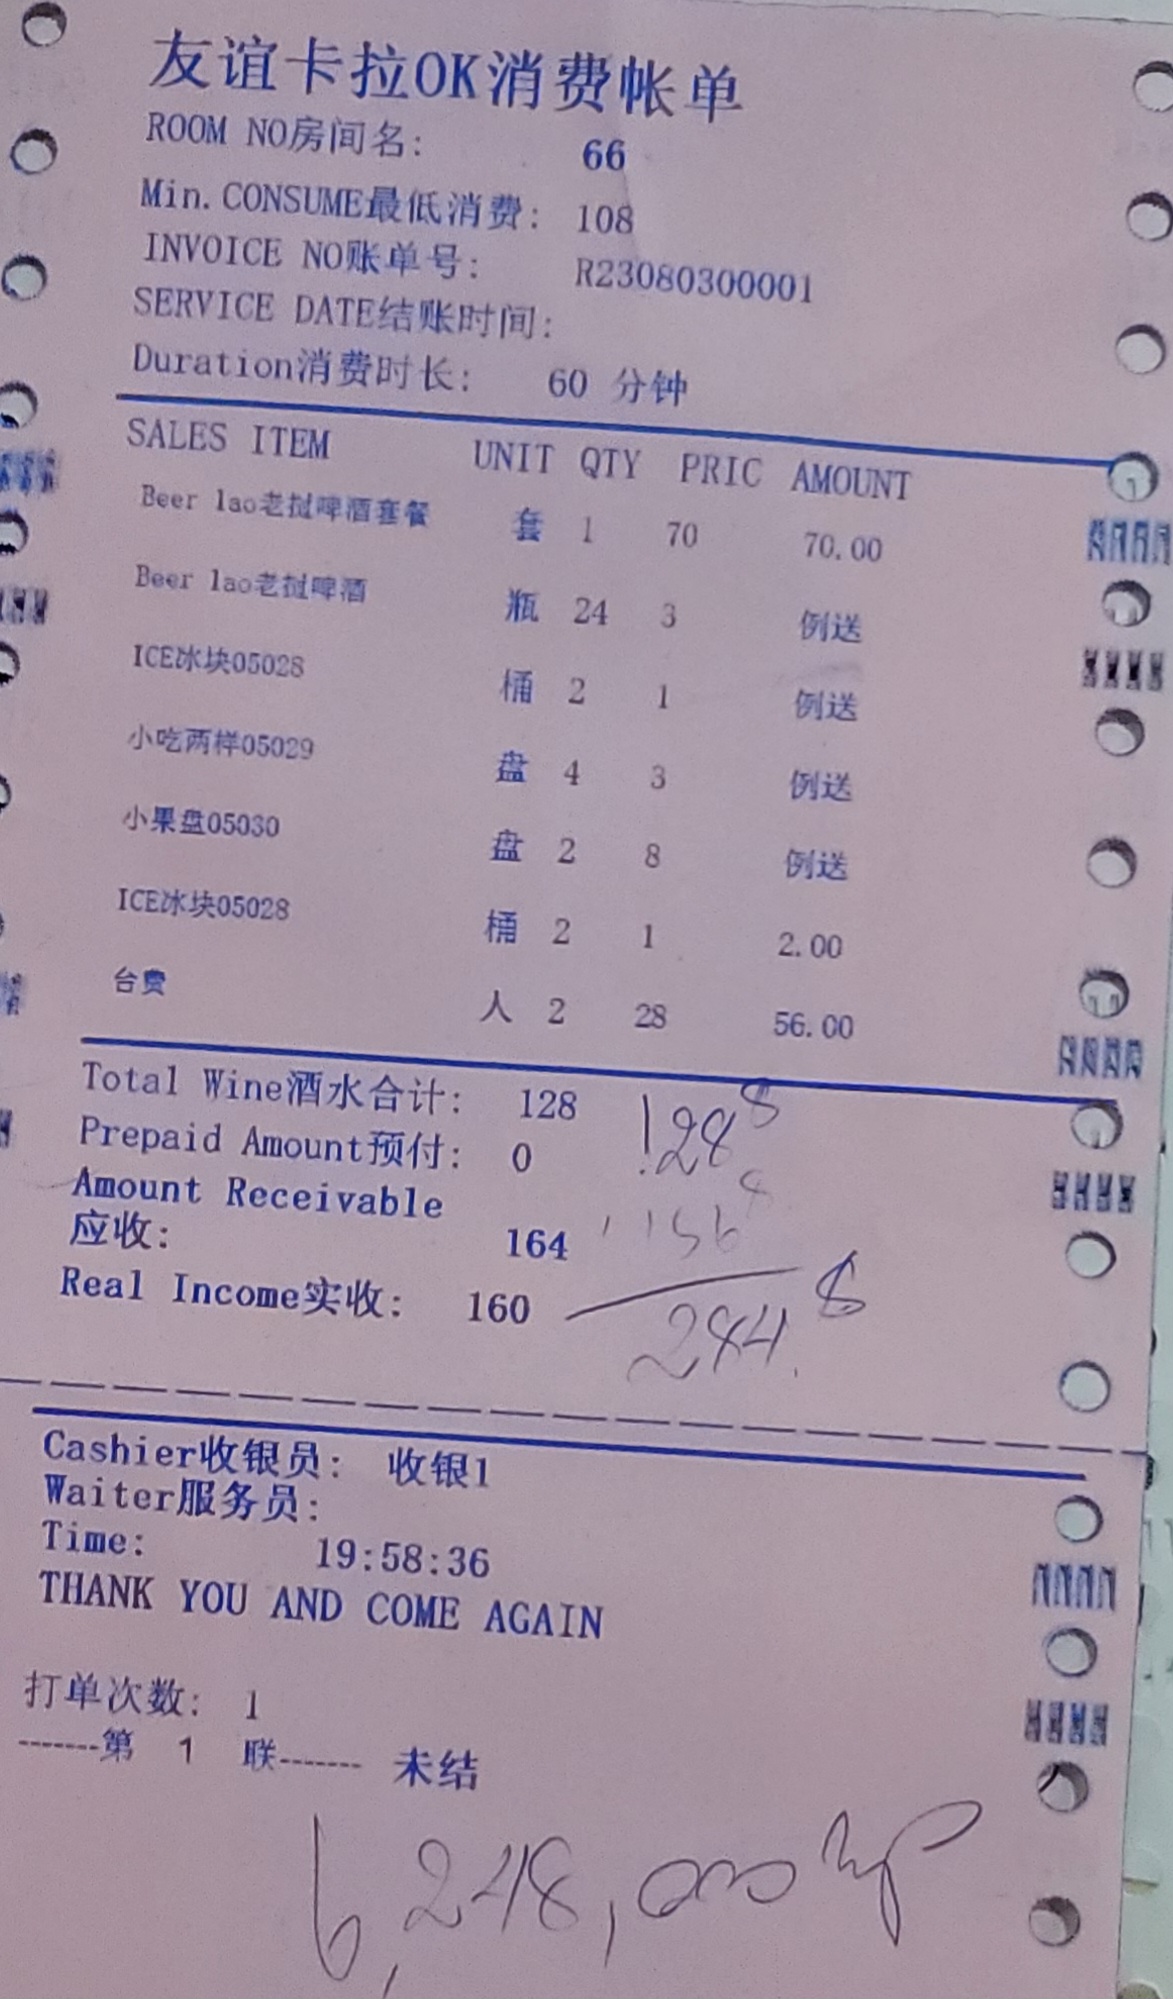 友谊卡拉OK消费帐单
ROOM NO房间名: 66
Min.CONSUME最低消费: 108
INVOICE NO账单号: R23080300001
SERVICE DATE结账时间:
Duration消费时长: 60 分钟
SALES ITEM UNIT QTY PRIC AMOUNT
Beer lao老挝啤酒套餐 套 1 70 70.00
Beer lao老挝啤酒 瓶 24 3 例送
ICE冰块05028 桶 2 1 例送
小吃两样05029 盘 4 3 例送
小果盘05030 盘 2 8 例送
ICE冰块05028 桶 2 1 2.00
台费 人 2 28 56.00
Total Wine酒水合计: 128 128 $
Prepaid Amount预付: 0
Amount Receivable 156
应收: 164
Real Income实收: 160 284. $
Cashier收银员: 收银1
Waiter服务员:
Time: 19:58:36
THANK YOU AND COME AGAIN
打单次数: 1
-------第 1 联------- 未结
6,248,000